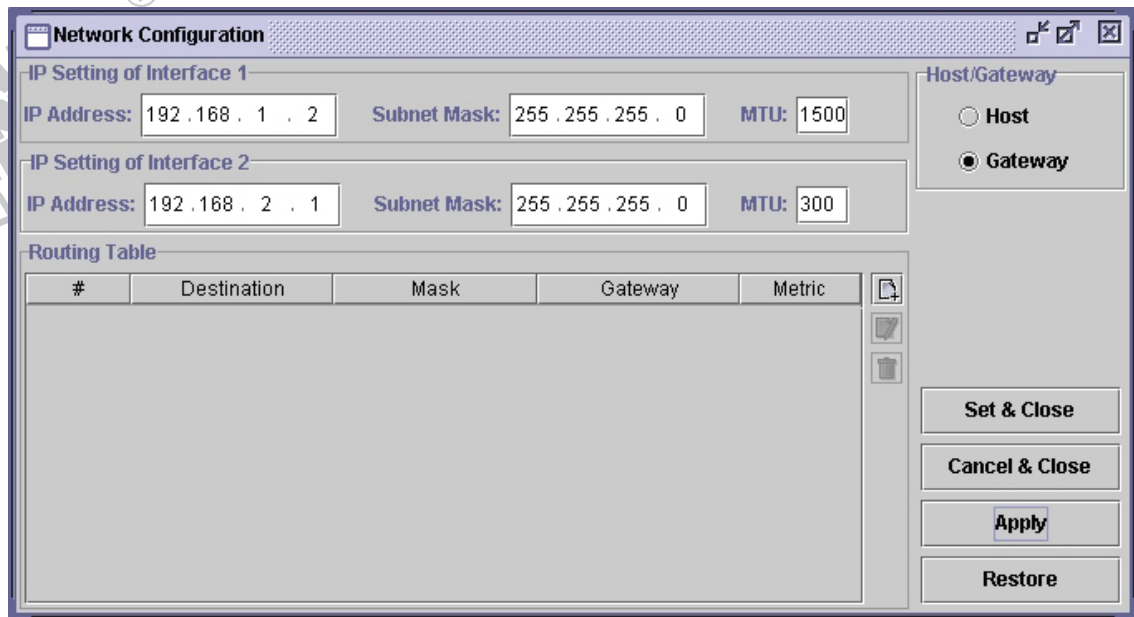 Network Configuration
IP Setting of Interface 1
IP Address: 192 .168 . 1 . 2 Subnet Mask: 255 .255 .255 . 0 MTU: 1500
IP Setting of Interface 2
IP Address: 192 .168 . 2 . 1 Subnet Mask: 255 .255 .255 . 0 MTU: 300
Host/Gateway
Host
Gateway
Routing Table
# Destination Mask Gateway Metric
Set & Close
Cancel & Close
Apply
Restore